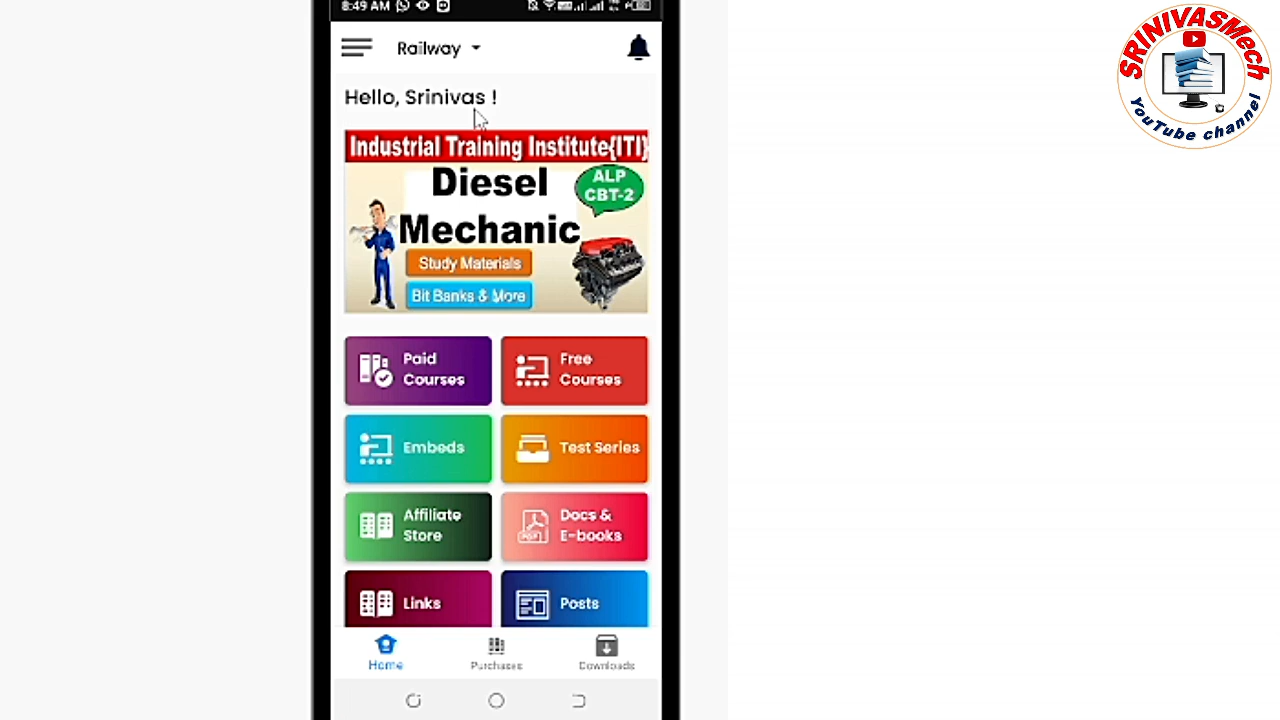 8:49 AM
Railway
Hello, Srinivas !
Industrial Training Institute{ITI}
Diesel
Mechanic
ALP
CBT-2
Study Materials
Bit Banks & More
Paid
Courses
Free
Courses
Embeds
Test Series
Affiliate
Store
Docs &
E-books
PDF
Links
Posts
Home
Purchases
Downloads
SRINIVASMech
YouTube channel